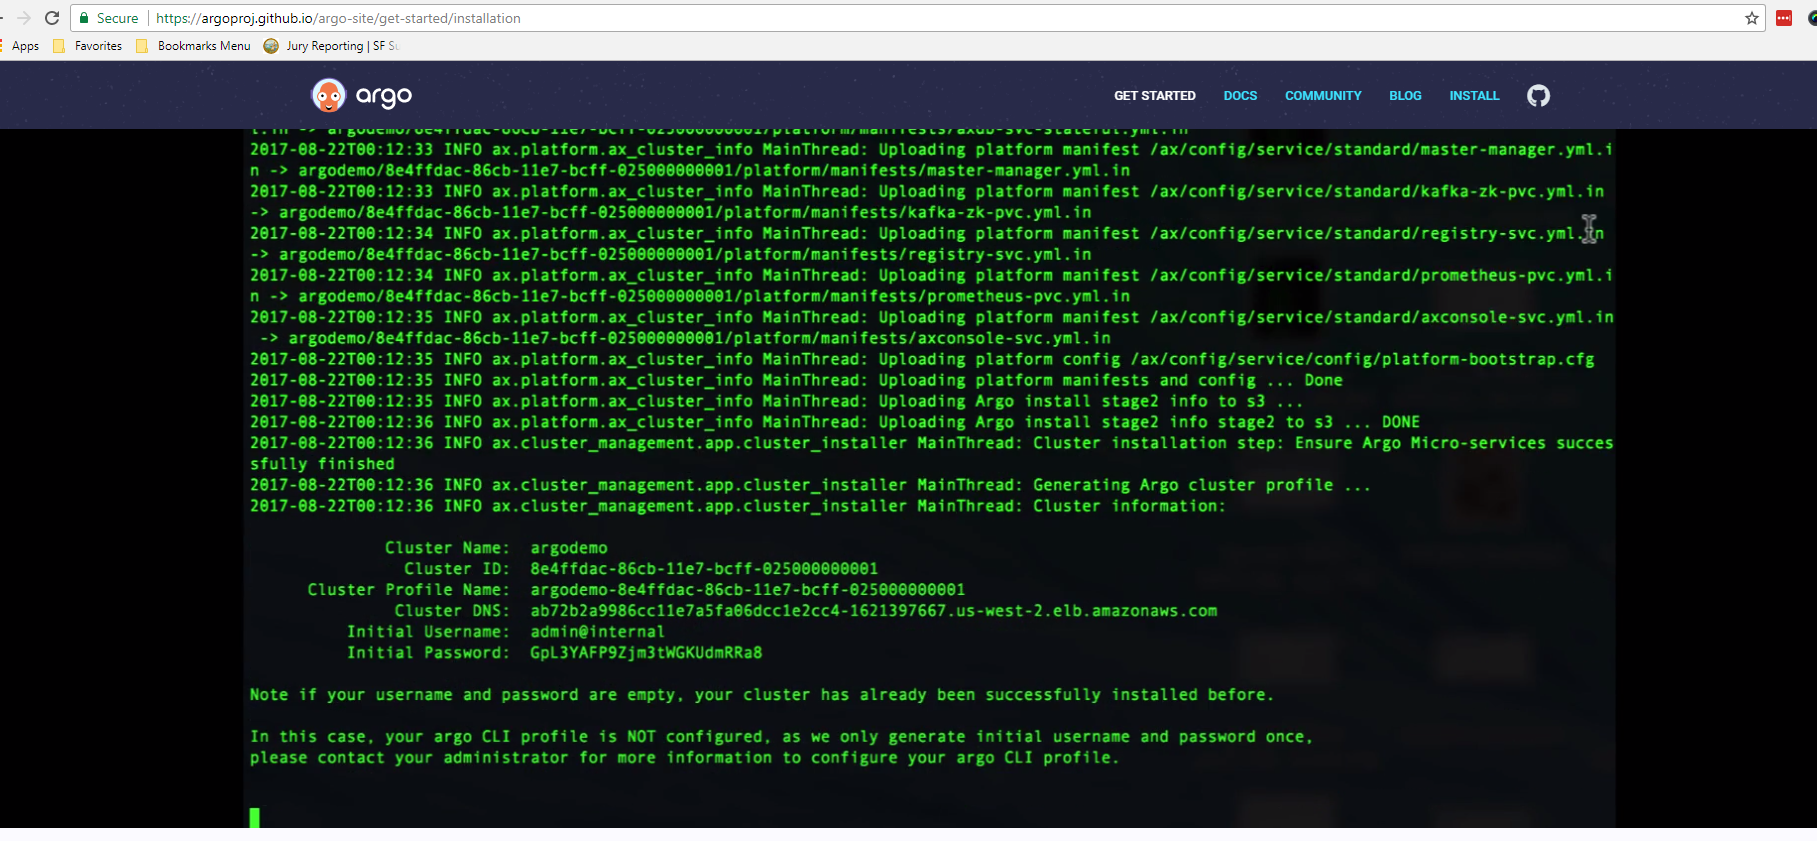 Secure https://argoproj.github.io/argo-site/get-started/installation
Apps Favorites Bookmarks Menu Jury Reporting | SF
argo GET STARTED DOCS COMMUNITY BLOG INSTALL
t.in -> argodemo/8e4ffdac-86cb-11e7-bcff-025000000001/platform/manifests/axdb-svc-stateful.yml.in
2017-08-22T00:12:33 INFO ax.platform.ax_cluster_info MainThread: Uploading platform manifest /ax/config/service/standard/master-manager.yml.i
n -> argodemo/8e4ffdac-86cb-11e7-bcff-025000000001/platform/manifests/master-manager.yml.in
2017-08-22T00:12:33 INFO ax.platform.ax_cluster_info MainThread: Uploading platform manifest /ax/config/service/standard/kafka-zk-pvc.yml.in
-> argodemo/8e4ffdac-86cb-11e7-bcff-025000000001/platform/manifests/kafka-zk-pvc.yml.in
2017-08-22T00:12:34 INFO ax.platform.ax_cluster_info MainThread: Uploading platform manifest /ax/config/service/standard/registry-svc.yml.in
-> argodemo/8e4ffdac-86cb-11e7-bcff-025000000001/platform/manifests/registry-svc.yml.in
2017-08-22T00:12:34 INFO ax.platform.ax_cluster_info MainThread: Uploading platform manifest /ax/config/service/standard/prometheus-pvc.yml.i
n -> argodemo/8e4ffdac-86cb-11e7-bcff-025000000001/platform/manifests/prometheus-pvc.yml.in
2017-08-22T00:12:35 INFO ax.platform.ax_cluster_info MainThread: Uploading platform manifest /ax/config/service/standard/axconsole-svc.yml.in
-> argodemo/8e4ffdac-86cb-11e7-bcff-025000000001/platform/manifests/axconsole-svc.yml.in
2017-08-22T00:12:35 INFO ax.platform.ax_cluster_info MainThread: Uploading platform config /ax/config/service/config/platform-bootstrap.cfg
2017-08-22T00:12:35 INFO ax.platform.ax_cluster_info MainThread: Uploading platform manifests and config ... Done
2017-08-22T00:12:35 INFO ax.platform.ax_cluster_info MainThread: Uploading Argo install stage2 info to s3 ...
2017-08-22T00:12:36 INFO ax.platform.ax_cluster_info MainThread: Uploading Argo install stage2 info stage2 to s3 ... DONE
2017-08-22T00:12:36 INFO ax.cluster_management.app.cluster_installer MainThread: Cluster installation step: Ensure Argo Micro-services succes
sfully finished
2017-08-22T00:12:36 INFO ax.cluster_management.app.cluster_installer MainThread: Generating Argo cluster profile ...
2017-08-22T00:12:36 INFO ax.cluster_management.app.cluster_installer MainThread: Cluster information:
Cluster Name: argodemo
Cluster ID: 8e4ffdac-86cb-11e7-bcff-025000000001
Cluster Profile Name: argodemo-8e4ffdac-86cb-11e7-bcff-025000000001
Cluster DNS: ab72b2a9986cc11e7a5fa06dcc1e2cc4-1621397667.us-west-2.elb.amazonaws.com
Initial Username: admin@internal
Initial Password: GpL3YAFP9Zjm3tWGKUdmRRa8
Note if your username and password are empty, your cluster has already been successfully installed before.
In this case, your argo CLI profile is NOT configured, as we only generate initial username and password once,
please contact your administrator for more information to configure your argo CLI profile.